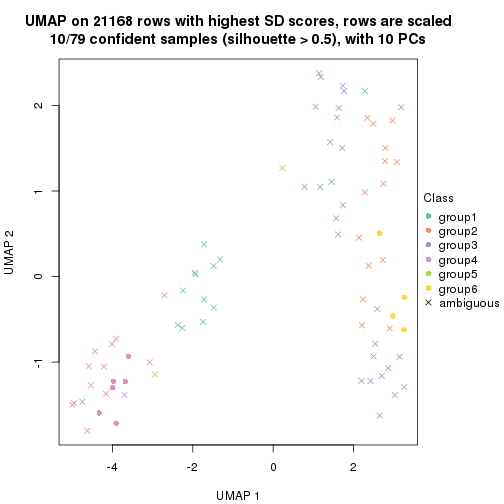 UMAP on 21168 rows with highest SD scores, rows are scaled
10/79 confident samples (silhouette > 0.5), with 10 PCs
UMAP 2
2
1
0
-1
-4
-2
0
2
UMAP 1
Class
group1
group2
group3
group4
group5
group6
ambiguous